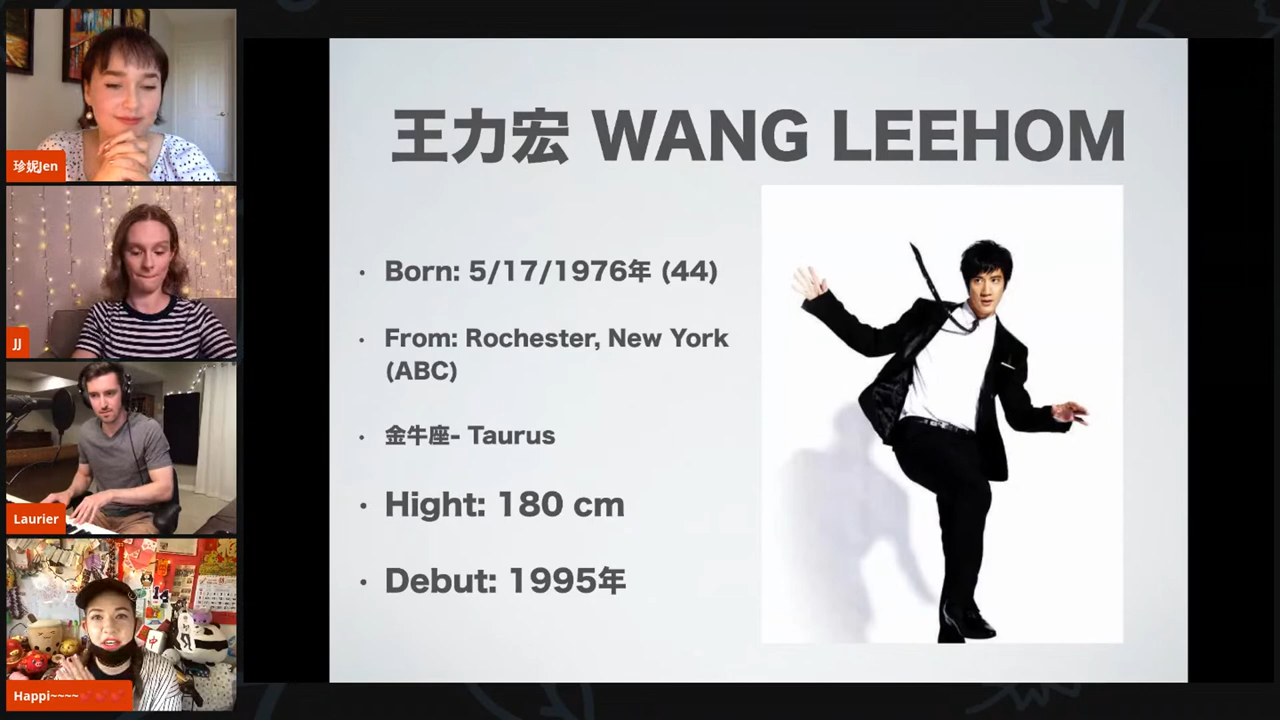 王力宏 WANG LEEHOM
· Born: 5/17/1976年 (44)
· From: Rochester, New York
(ABC)
· 金牛座- Taurus
· Hight: 180 cm
· Debut: 1995年
珍妮Jen
JJ
Laurier
Happi~~~~
14
中